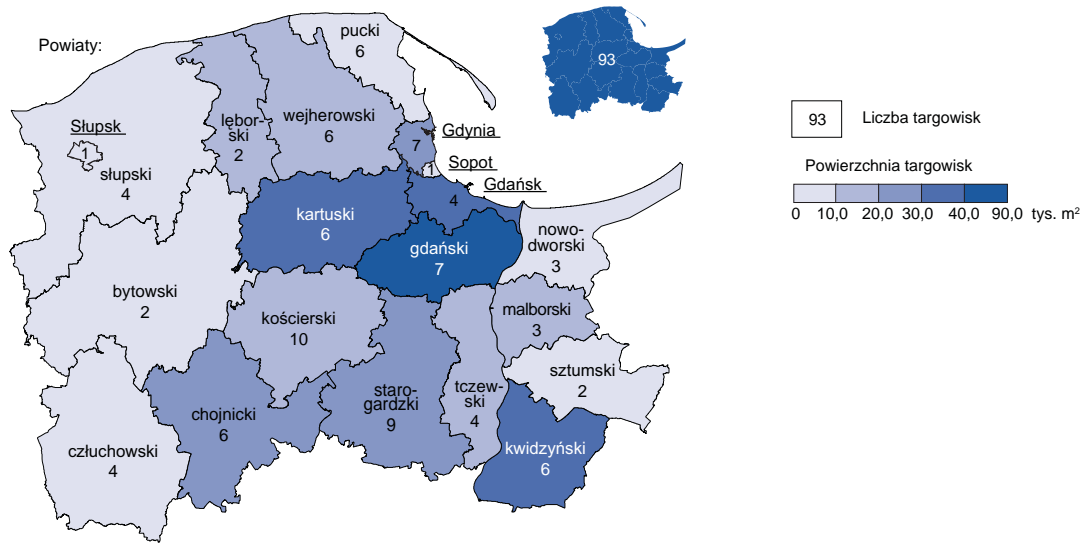 Powiaty:
pucki
6
93
Słupsk
1
słupski
4
lębor-
ski
2
wejherowski
6
7
Gdynia
1
Sopot
Gdańsk
4
kartuski
6
gdański
7
nowo-
dworski
3
bytowski
2
kościerski
10
malborski
3
sztumski
2
człuchowski
4
chojnicki
6
staro-
gardzki
9
tczew-
ski
4
kwidzyński
6
93 Liczba targowisk
Powierzchnia targowisk
0 10,0 20,0 30,0 40,0 90,0 tys. m²